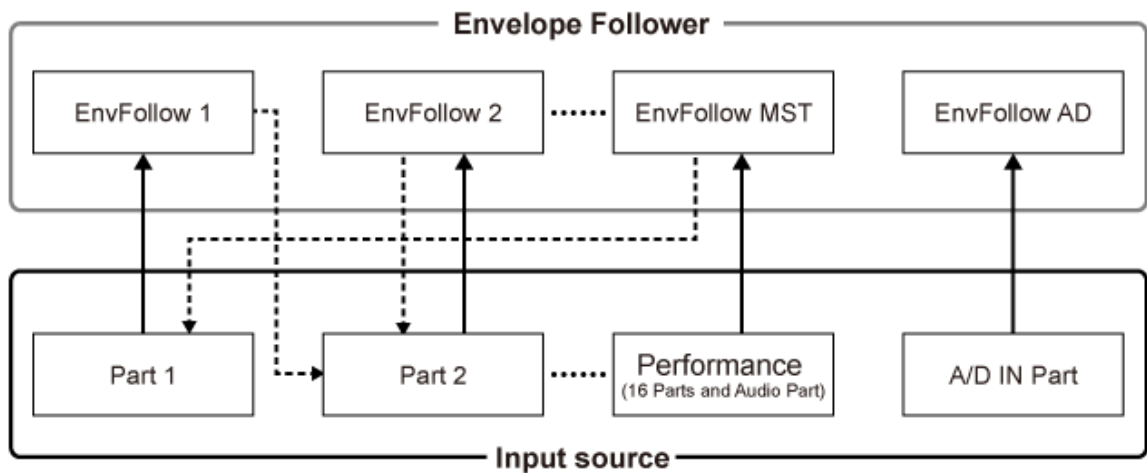 Envelope Follower
EnvFollow 1
EnvFollow 2
EnvFollow MST
EnvFollow AD
Part 1
Part 2
Performance
(16 Parts and Audio Part)
A/D IN Part
Input source